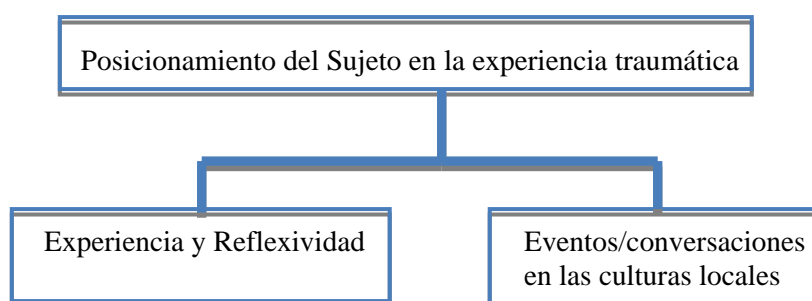 Posicionamiento del Sujeto en la experiencia traumática
Experiencia y Reflexividad
Eventos/conversaciones
en las culturas locales